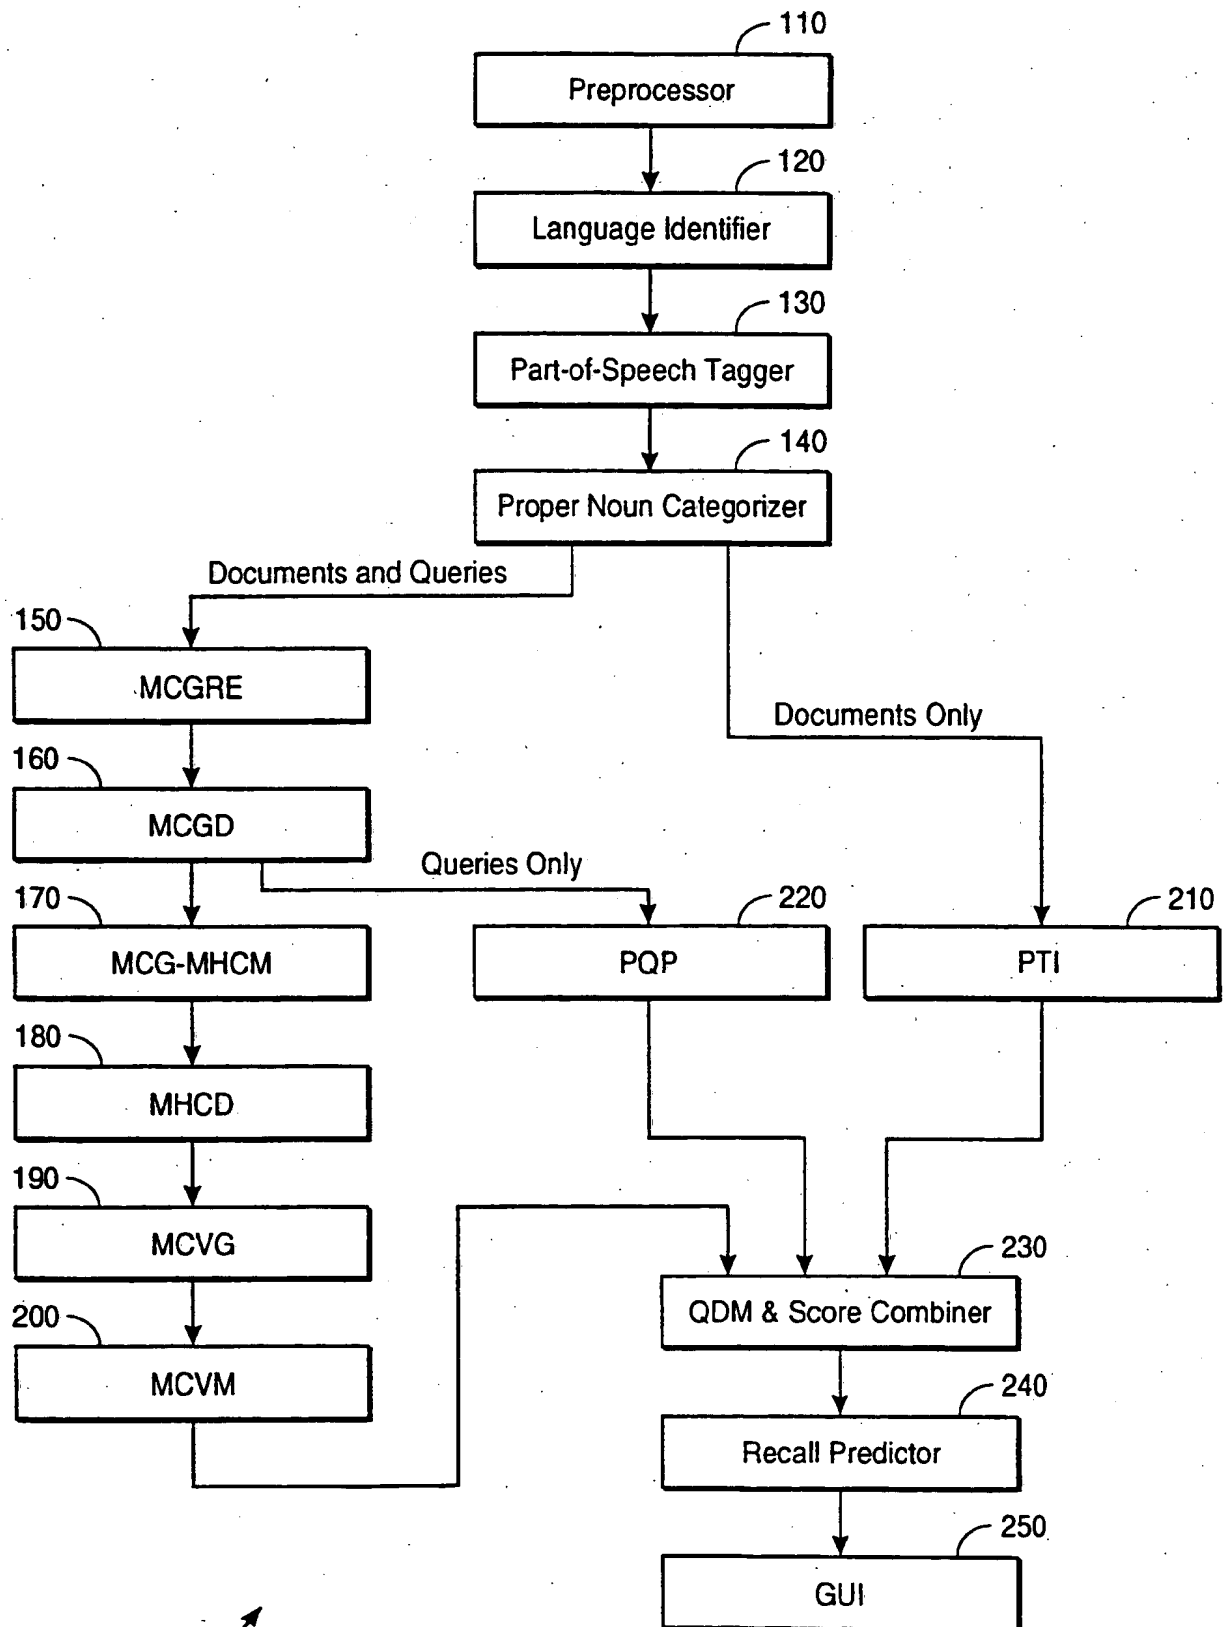 110
Preprocessor
120
Language Identifier
130
Part-of-Speech Tagger
140
Proper Noun Categorizer
Documents and Queries
150
MCGRE
Documents Only
160
MCGD
Queries Only
170
MCG-MHCM
220
PQP
210
PTI
180
MHCD
190
MCVG
230
QDM & Score Combiner
200
MCVM
240
Recall Predictor
250
GUI